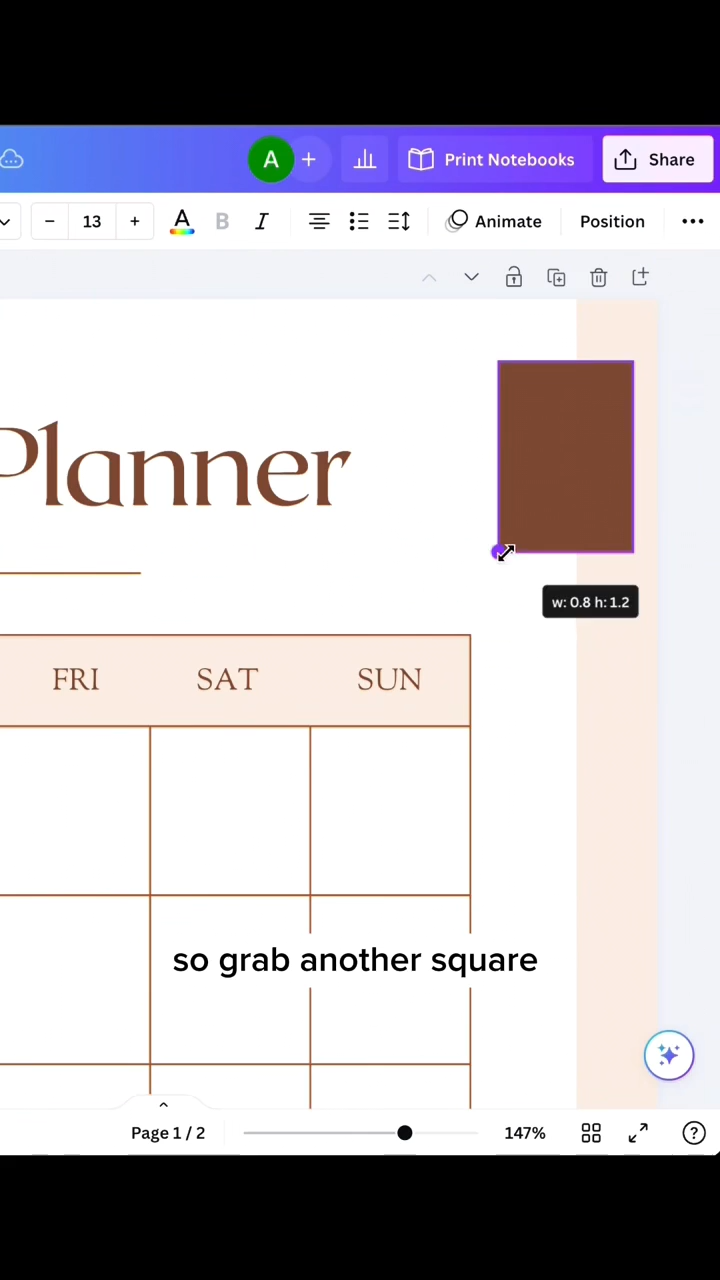 A
Print Notebooks
Share
13
A
B
I
Animate
Position
Planner
w: 0.8 h: 1.2
FRI
SAT
SUN
so grab another square
Page 1 / 2
147%